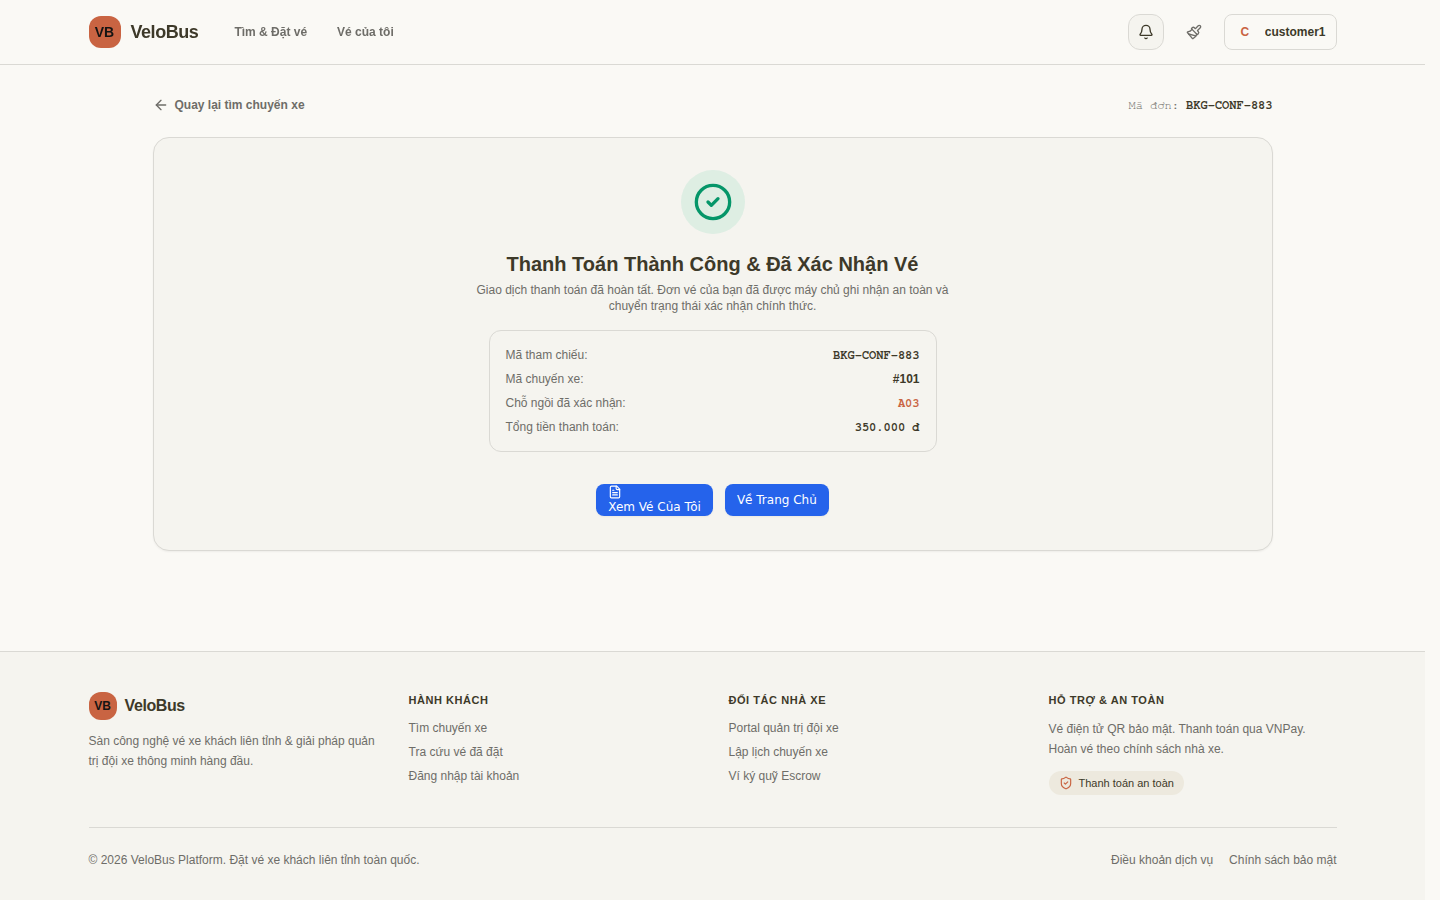 VB VeloBus Tìm & Đặt vé Vé của tôi C customer1
Quay lại tìm chuyến xe Mã đơn: BKG-CONF-883
Thanh Toán Thành Công & Đã Xác Nhận Vé
Giao dịch thanh toán đã hoàn tất. Đơn vé của bạn đã được máy chủ ghi nhận an toàn và
chuyển trạng thái xác nhận chính thức.
Mã tham chiếu: BKG-CONF-883
Mã chuyến xe: #101
Chỗ ngồi đã xác nhận: A03
Tổng tiền thanh toán: 350.000 đ
Xem Vé Của Tôi Về Trang Chủ
VB VeloBus
Sàn công nghệ vé xe khách liên tỉnh & giải pháp quản
trị đội xe thông minh hàng đầu.
HÀNH KHÁCH
Tìm chuyến xe
Tra cứu vé đã đặt
Đăng nhập tài khoản
ĐỐI TÁC NHÀ XE
Portal quản trị đội xe
Lập lịch chuyến xe
Ví ký quỹ Escrow
HỖ TRỢ & AN TOÀN
Vé điện tử QR bảo mật. Thanh toán qua VNPay.
Hoàn vé theo chính sách nhà xe.
Thanh toán an toàn
© 2026 VeloBus Platform. Đặt vé xe khách liên tỉnh toàn quốc. Điều khoản dịch vụ Chính sách bảo mật